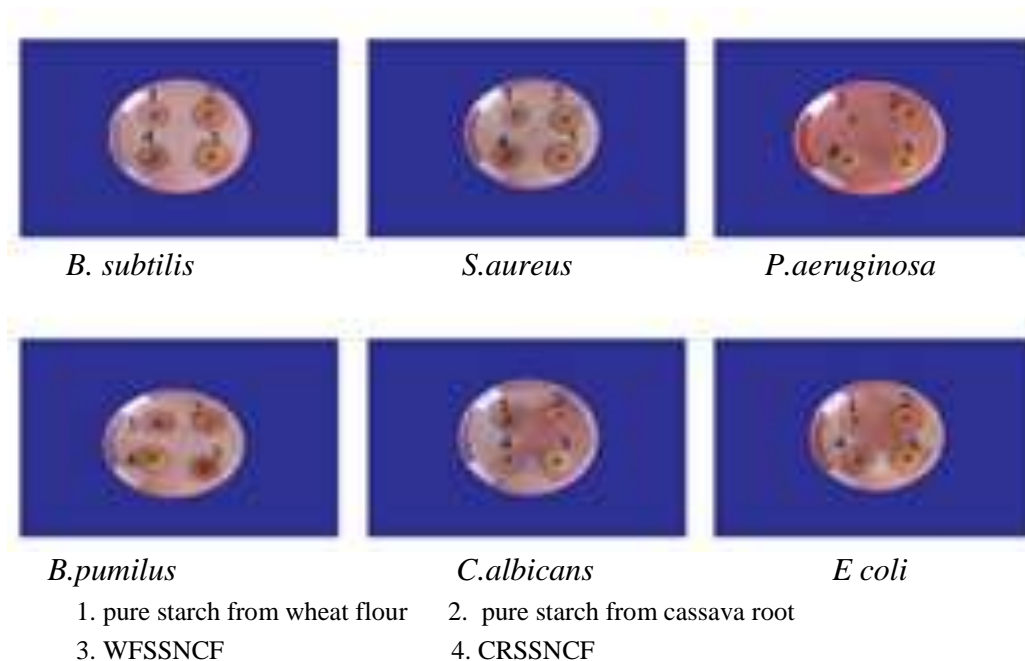 B. subtilis S.aureus P.aeruginosa
B.pumilus C.albicans E coli
1. pure starch from wheat flour 2. pure starch from cassava root
3. WFSSNCF 4. CRSSNCF